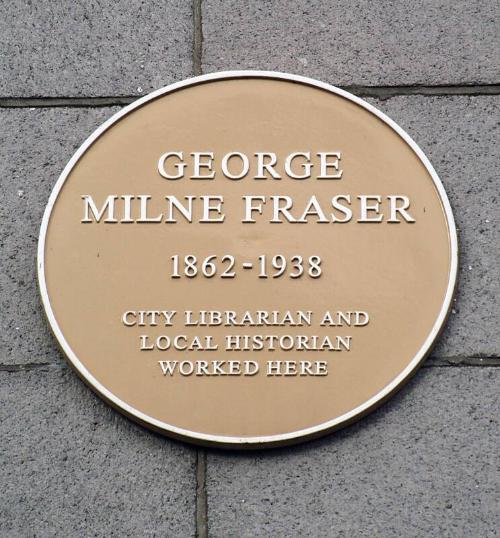 GEORGE
MILNE FRASER
1862-1938
CITY LIBRARIAN AND
LOCAL HISTORIAN
WORKED HERE